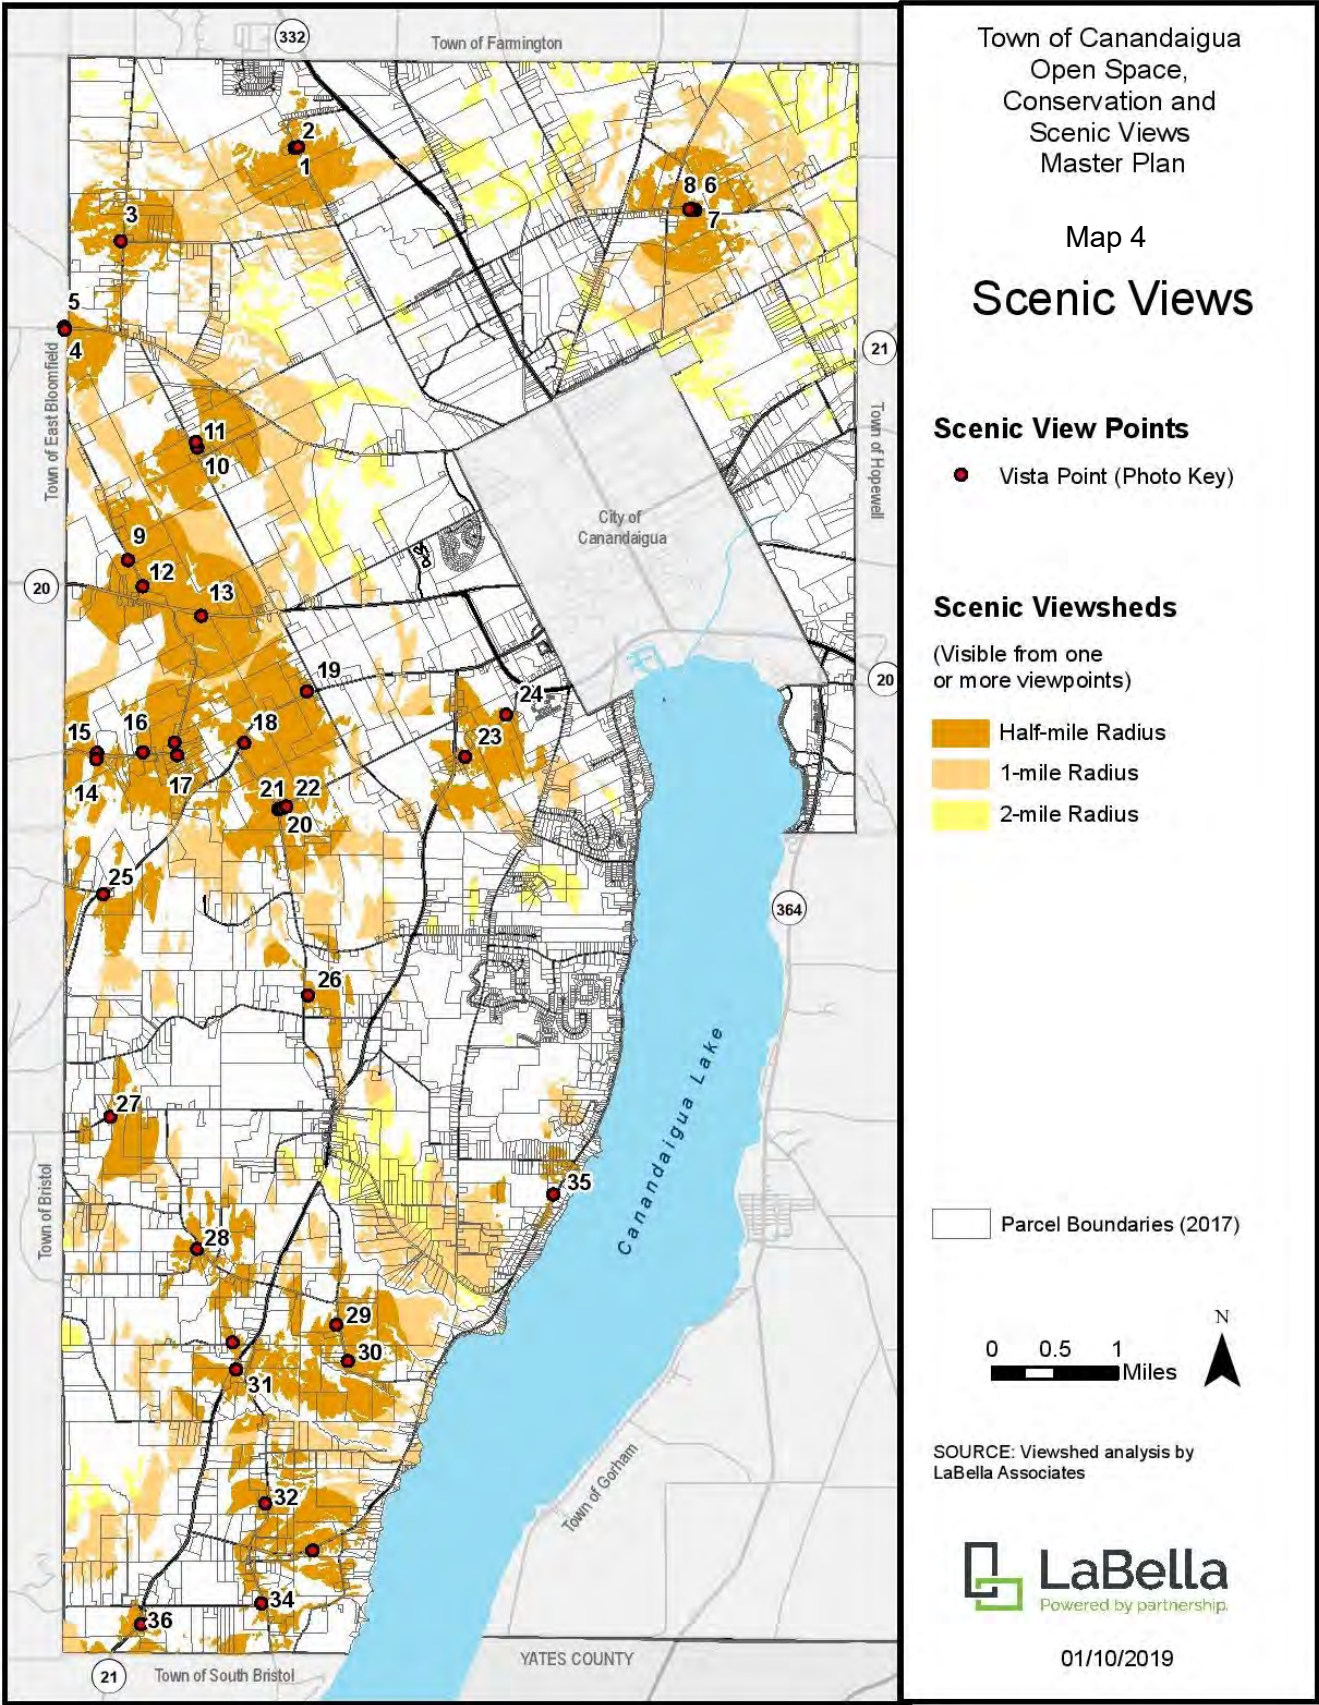 332
Town of Farmington
2
1
8 6
7
3
5
4
21
Town of East Bloomfield
Town of Hopewell
11
10
City of
Canandaigua
9
12
13
20
19
24
20
15
16
18
23
17
14
21 22
20
25
364
26
Canandaigua Lake
27
35
Town of Bristol
28
29
30
31
Town of Gorham
32
34
36
21
Town of South Bristol
YATES COUNTY
Town of Canandaigua
Open Space,
Conservation and
Scenic Views
Master Plan
Map 4
Scenic Views
Scenic View Points
Vista Point (Photo Key)
Scenic Viewsheds
(Visible from one
or more viewpoints)
Half-mile Radius
1-mile Radius
2-mile Radius
Parcel Boundaries (2017)
N
0 0.5 1
Miles
SOURCE: Viewshed analysis by
LaBella Associates
LaBella
Powered by partnership.
01/10/2019